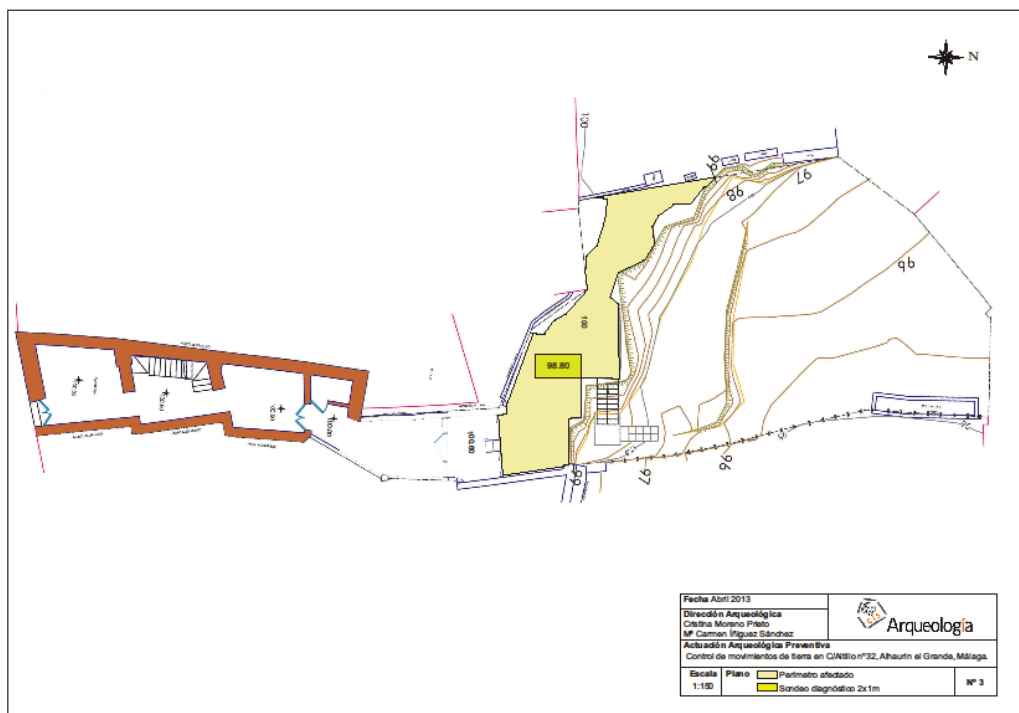 N
100
99
98
97
96
100
98.80
100.60
99
97
96
Fecha Abril 2013
Dirección Arqueológica
Cristina Moreno Prieto
Mª Carmen Íñiguez Sánchez
Arqueología
Actuación Arqueológica Preventiva
Control de movimientos de tierra en C/Altillo nº32, Alhaurín el Grande, Málaga.
Escala
1:150
Plano
Perímetro afectado
Sondeo diagnóstico 2x1m
Nº 3